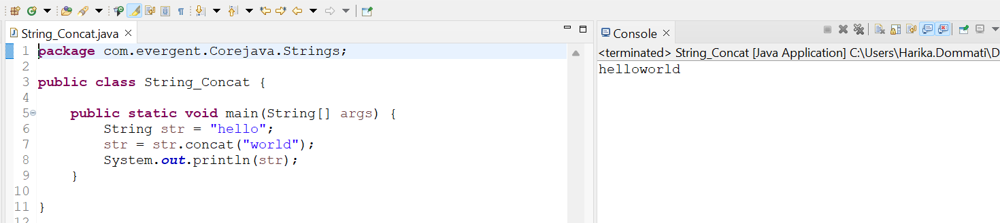 String_Concat.java
1 package com.evergent.Corejava.Strings;
2
3 public class String_Concat {
4
5 public static void main(String[] args) {
6 String str = "hello";
7 str = str.concat("world");
8 System.out.println(str);
9 }
10
11 }
12
Console
<terminated> String_Concat [Java Application] C:\Users\Harika.Dommati\D
helloworld